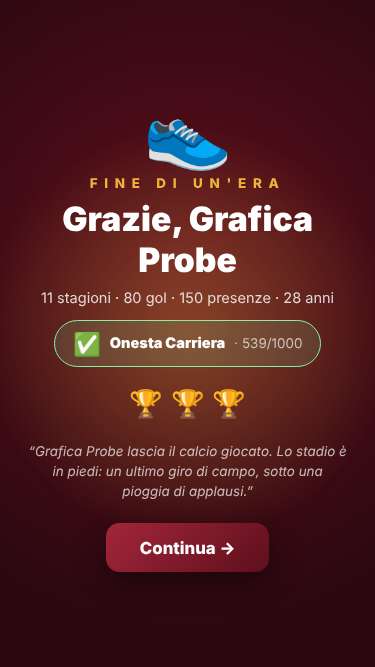 FINE DI UN'ERA
Grazie, Grafica
Probe
11 stagioni · 80 gol · 150 presenze · 28 anni
Onesta Carriera · 539/1000
“Grafica Probe lascia il calcio giocato. Lo stadio è
in piedi: un ultimo giro di campo, sotto una
pioggia di applausi.”
Continua →